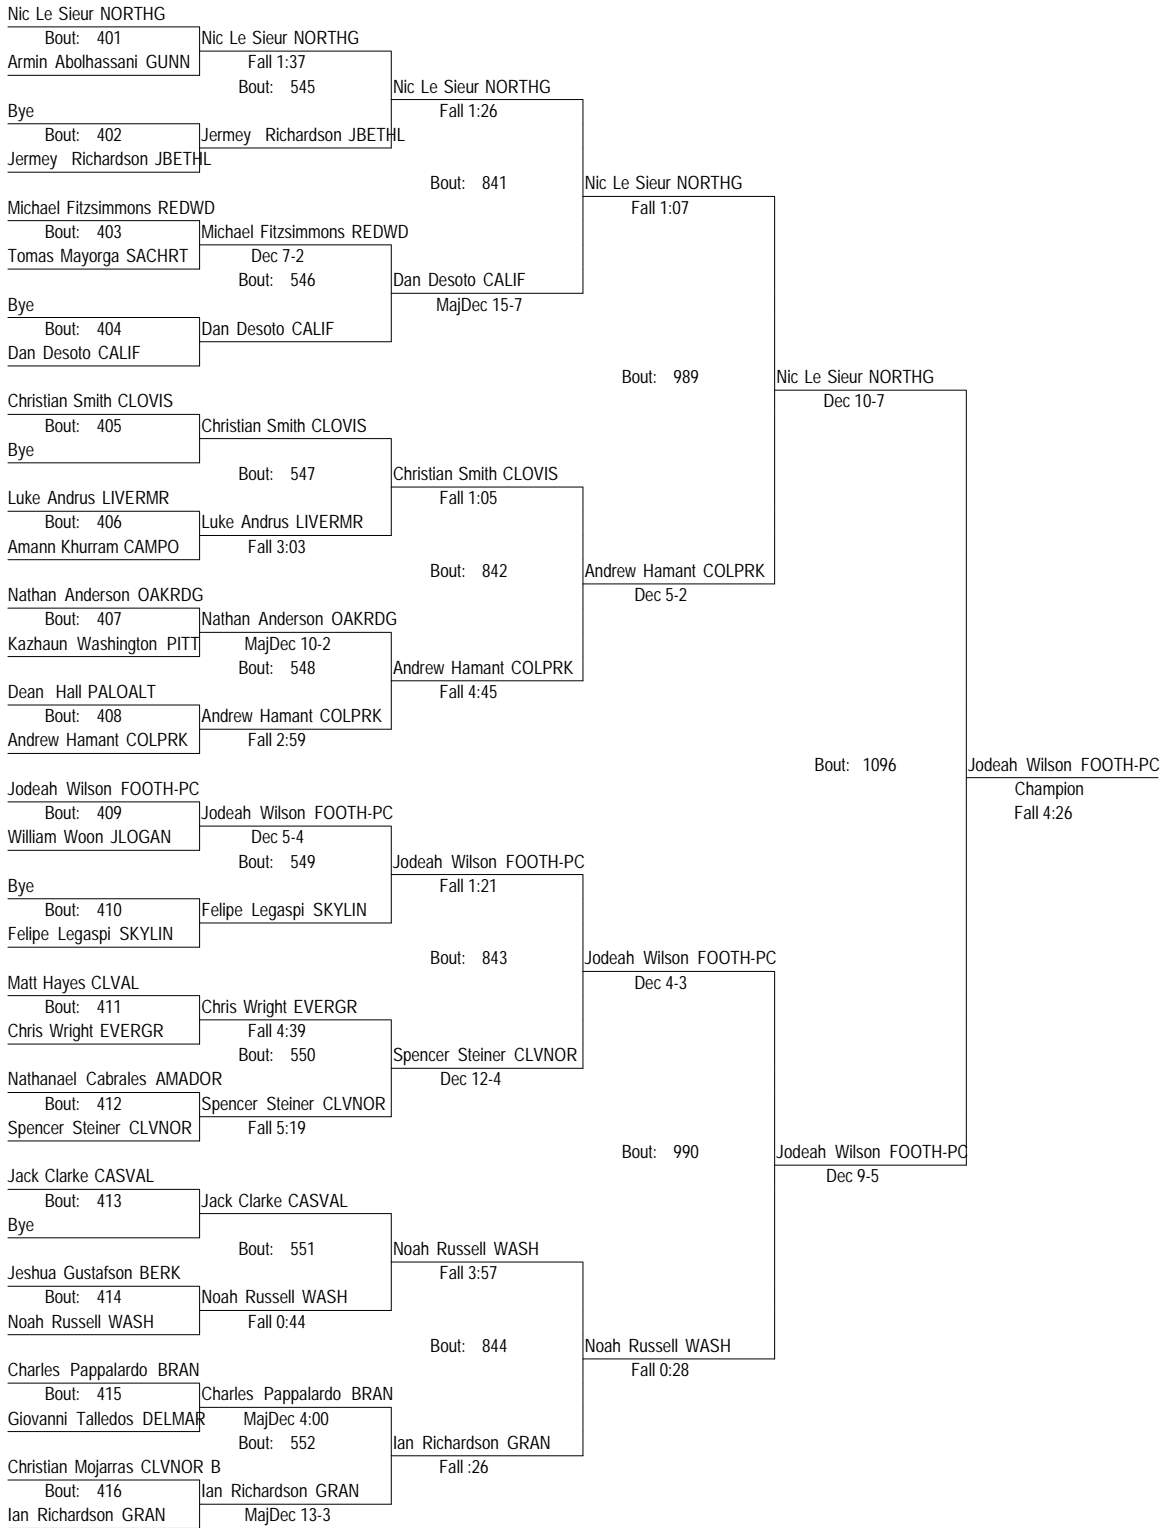 Nic Le Sieur NORTHG
Bout: 401
Nic Le Sieur NORTHG
Armin Abolhassani GUNN
Fall 1:37
Bout: 545
Nic Le Sieur NORTHG
Bye
Fall 1:26
Bout: 402
Jermey Richardson JBETHL
Jermey Richardson JBETHL
Bout: 841
Nic Le Sieur NORTHG
Michael Fitzsimmons REDWD
Fall 1:07
Bout: 403
Michael Fitzsimmons REDWD
Tomas Mayorga SACHRT
Dec 7-2
Bout: 546
Dan Desoto CALIF
Bye
MajDec 15-7
Bout: 404
Dan Desoto CALIF
Dan Desoto CALIF
Bout: 989
Nic Le Sieur NORTHG
Christian Smith CLOVIS
Dec 10-7
Bout: 405
Christian Smith CLOVIS
Bye
Bout: 547
Christian Smith CLOVIS
Luke Andrus LIVERMR
Fall 1:05
Bout: 406
Luke Andrus LIVERMR
Amann Khurram CAMPO
Fall 3:03
Bout: 842
Andrew Hamant COLPRK
Nathan Anderson OAKRDG
Dec 5-2
Bout: 407
Nathan Anderson OAKRDG
Kazhaun Washington PITT
MajDec 10-2
Bout: 548
Andrew Hamant COLPRK
Dean Hall PALOALT
Fall 4:45
Bout: 408
Andrew Hamant COLPRK
Andrew Hamant COLPRK
Fall 2:59
Bout: 1096
Jodeah Wilson FOOTH-PC
Jodeah Wilson FOOTH-PC
Champion
Bout: 409
Jodeah Wilson FOOTH-PC
Fall 4:26
William Woon JLOGAN
Dec 5-4
Bout: 549
Jodeah Wilson FOOTH-PC
Bye
Fall 1:21
Bout: 410
Felipe Legaspi SKYLIN
Felipe Legaspi SKYLIN
Bout: 843
Jodeah Wilson FOOTH-PC
Matt Hayes CLVAL
Dec 4-3
Bout: 411
Chris Wright EVERGR
Chris Wright EVERGR
Fall 4:39
Bout: 550
Spencer Steiner CLVNOR
Nathanael Cabrales AMADOR
Dec 12-4
Bout: 412
Spencer Steiner CLVNOR
Spencer Steiner CLVNOR
Fall 5:19
Bout: 990
Jodeah Wilson FOOTH-PC
Jack Clarke CASVAL
Dec 9-5
Bout: 413
Jack Clarke CASVAL
Bye
Bout: 551
Noah Russell WASH
Jeshua Gustafson BERK
Fall 3:57
Bout: 414
Noah Russell WASH
Noah Russell WASH
Fall 0:44
Bout: 844
Noah Russell WASH
Charles Pappalardo BRAN
Fall 0:28
Bout: 415
Charles Pappalardo BRAN
Giovanni Talledos DELMAR
MajDec 4:00
Bout: 552
Ian Richardson GRAN
Christian Mojarras CLVNOR B
Fall :26
Bout: 416
Ian Richardson GRAN
Ian Richardson GRAN
MajDec 13-3